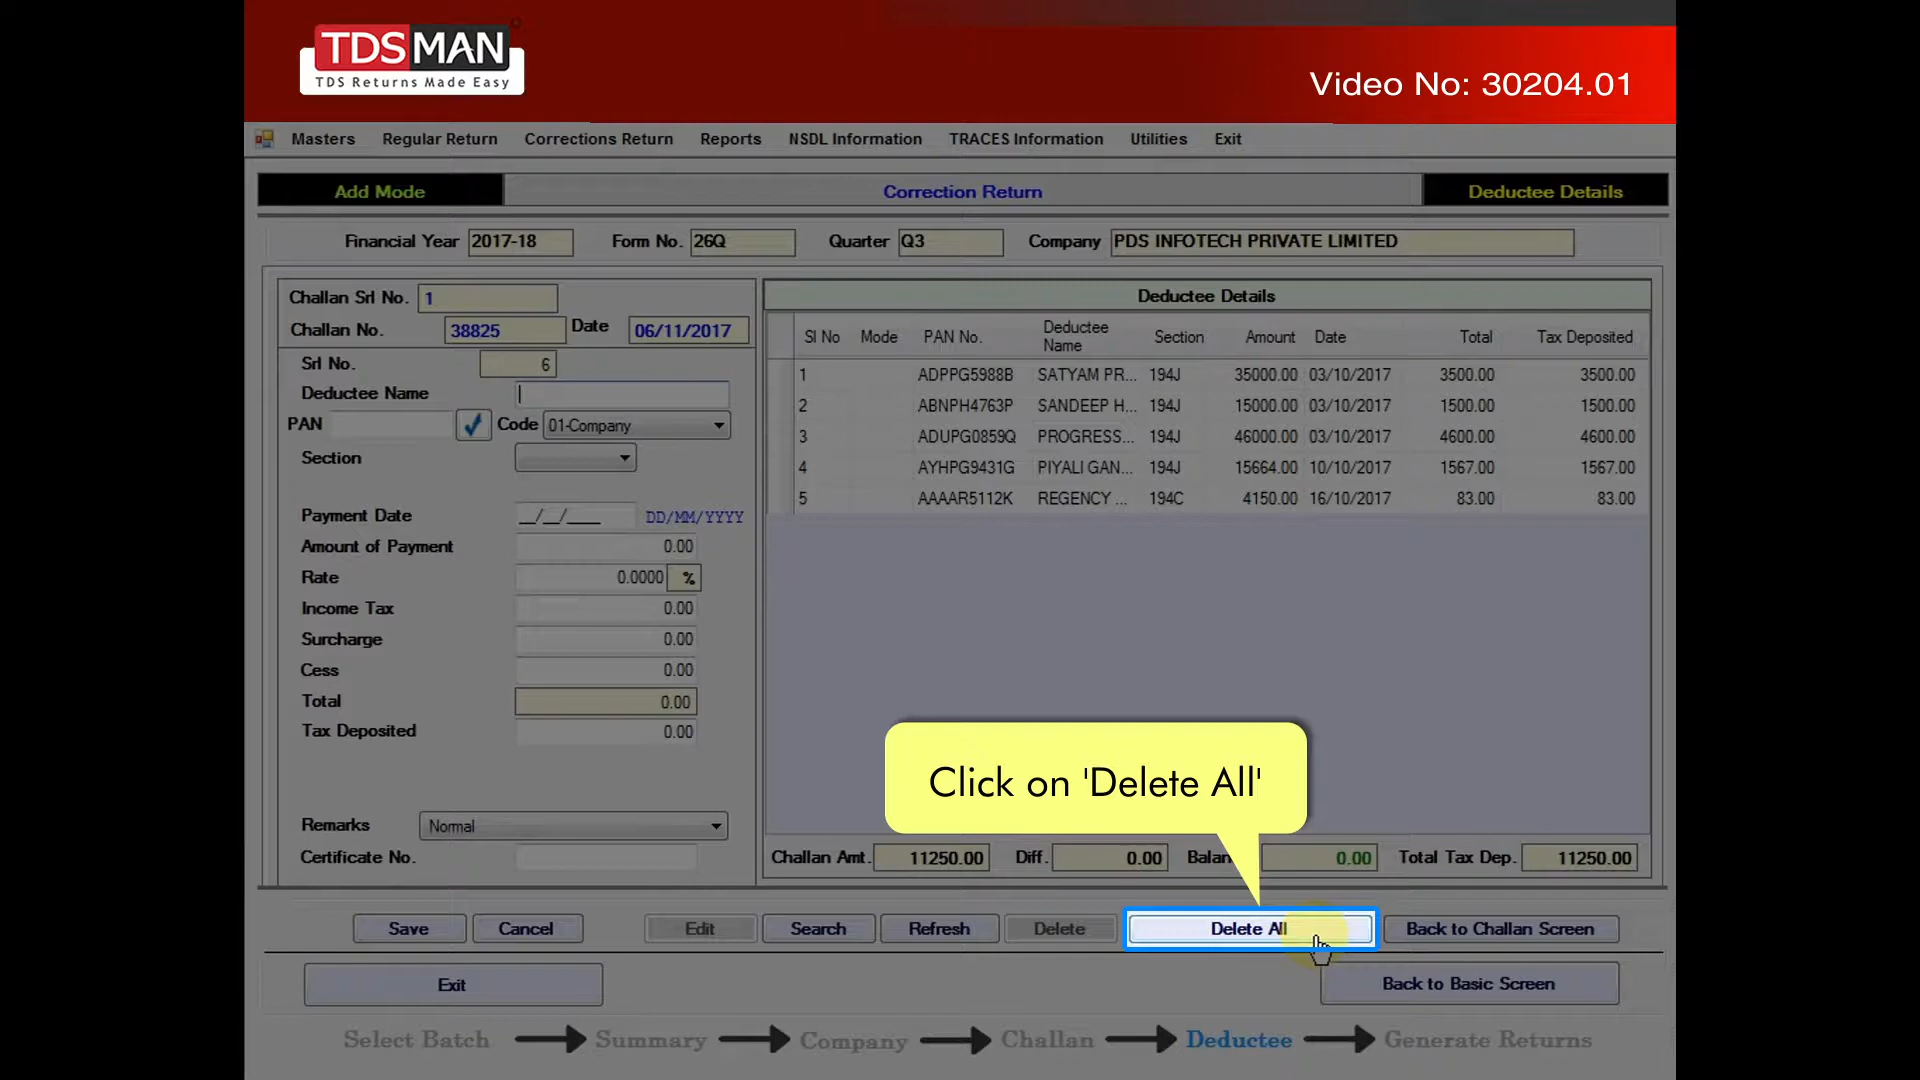 TDSMAN
TDS Returns Made Easy
Video No: 30204.01
Masters Regular Return Corrections Return Reports NSDL Information TRACES Information Utilities Exit
Add Mode Correction Return Deductee Details
Financial Year 2017-18 Form No. 26Q Quarter Q3 Company PDS INFOTECH PRIVATE LIMITED
Challan Srl No. 1
Challan No. 38825 Date 06/11/2017
Srl No. 6
Deductee Name
PAN Code 01-Company
Section
Payment Date __/__/____ DD/MM/YYYY
Amount of Payment 0.00
Rate 0.0000 %
Income Tax 0.00
Surcharge 0.00
Cess 0.00
Total 0.00
Tax Deposited 0.00
Remarks Normal
Certificate No.
Deductee Details
Sl No Mode PAN No. Deductee Name Section Amount Date Total Tax Deposited
1 ADPPG5988B SATYAM PR... 194J 35000.00 03/10/2017 3500.00 3500.00
2 ABNPH4763P SANDEEP H... 194J 15000.00 03/10/2017 1500.00 1500.00
3 ADUPG0859Q PROGRESS... 194J 46000.00 03/10/2017 4600.00 4600.00
4 AYHPG9431G PIYALI GAN... 194J 15664.00 10/10/2017 1567.00 1567.00
5 AAAAR5112K REGENCY ... 194C 4150.00 16/10/2017 83.00 83.00
Click on 'Delete All'
Challan Amt. 11250.00 Diff. 0.00 Balan 0.00 Total Tax Dep. 11250.00
Save Cancel Edit Search Refresh Delete Delete All Back to Challan Screen
Exit Back to Basic Screen
Select Batch Summary Company Challan Deductee Generate Returns